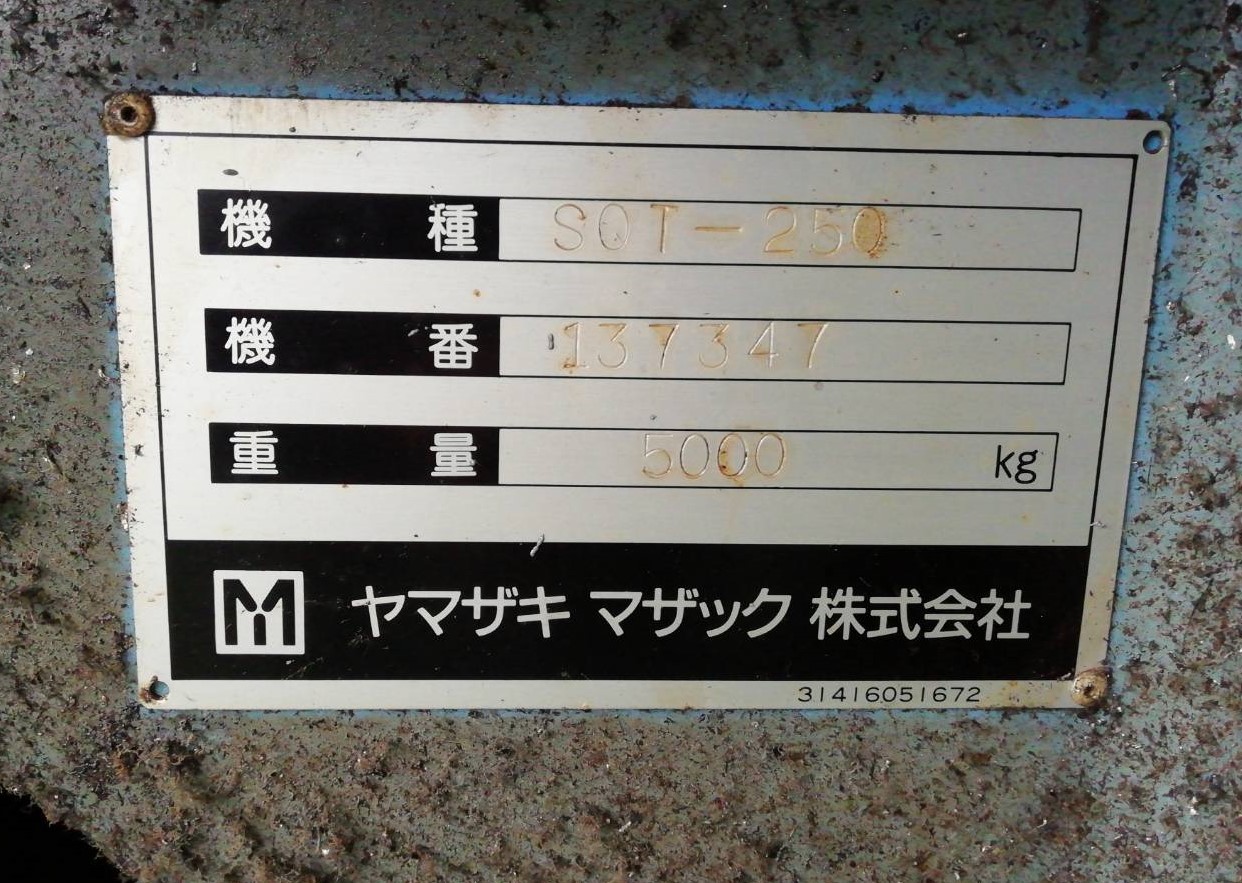 機種 SQT-250
機番 137347
重量 5000 kg
ヤマザキ マザック 株式会社
31416051672